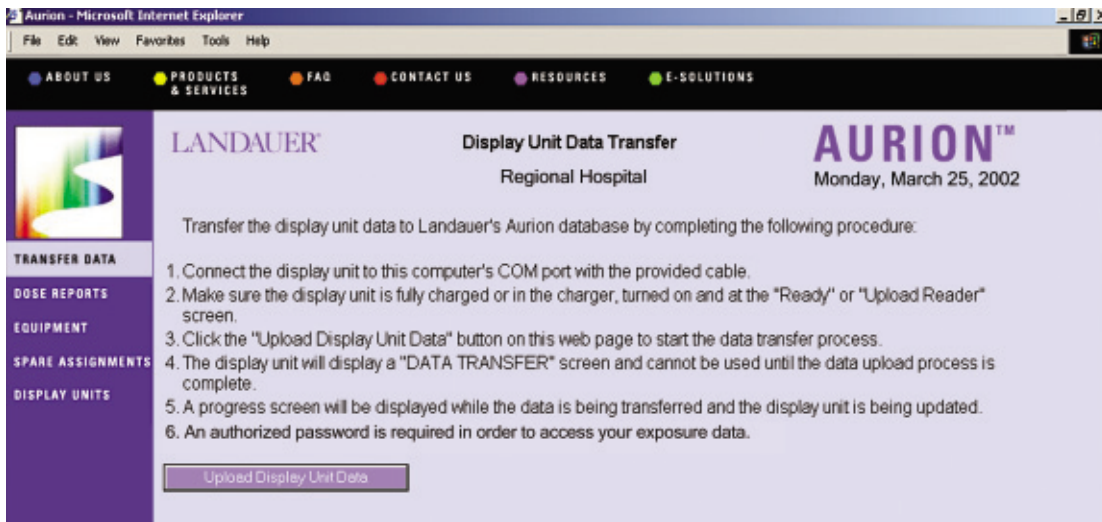 Aurion - Microsoft Internet Explorer
File Edit View Favorites Tools Help
ABOUT US PRODUCTS & SERVICES FAQ CONTACT US RESOURCES E-SOLUTIONS
LANDAUER® Display Unit Data Transfer AURION™
Regional Hospital Monday, March 25, 2002
Transfer the display unit data to Landauer's Aurion database by completing the following procedure:
TRANSFER DATA
DOSE REPORTS
EQUIPMENT
SPARE ASSIGNMENTS
DISPLAY UNITS
1. Connect the display unit to this computer's COM port with the provided cable.
2. Make sure the display unit is fully charged or in the charger, turned on and at the "Ready" or "Upload Reader"
screen.
3. Click the "Upload Display Unit Data" button on this web page to start the data transfer process.
4. The display unit will display a "DATA TRANSFER" screen and cannot be used until the data upload process is
complete.
5. A progress screen will be displayed while the data is being transferred and the display unit is being updated.
6. An authorized password is required in order to access your exposure data.
Upload Display Unit Data